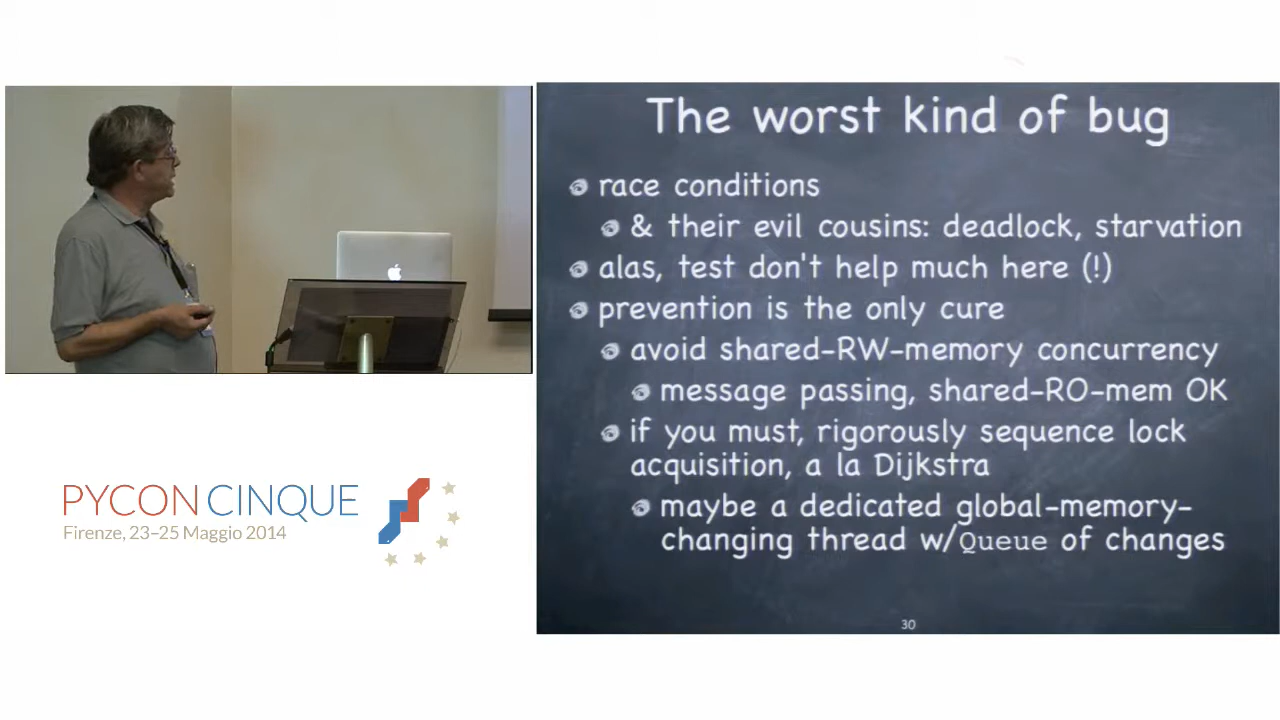 The worst kind of bug
race conditions
& their evil cousins: deadlock, starvation
alas, test don't help much here (!)
prevention is the only cure
avoid shared-RW-memory concurrency
message passing, shared-RO-mem OK
if you must, rigorously sequence lock
acquisition, a la Dijkstra
maybe a dedicated global-memory-
changing thread w/Queue of changes
30
PYCON CINQUE
Firenze, 23-25 Maggio 2014